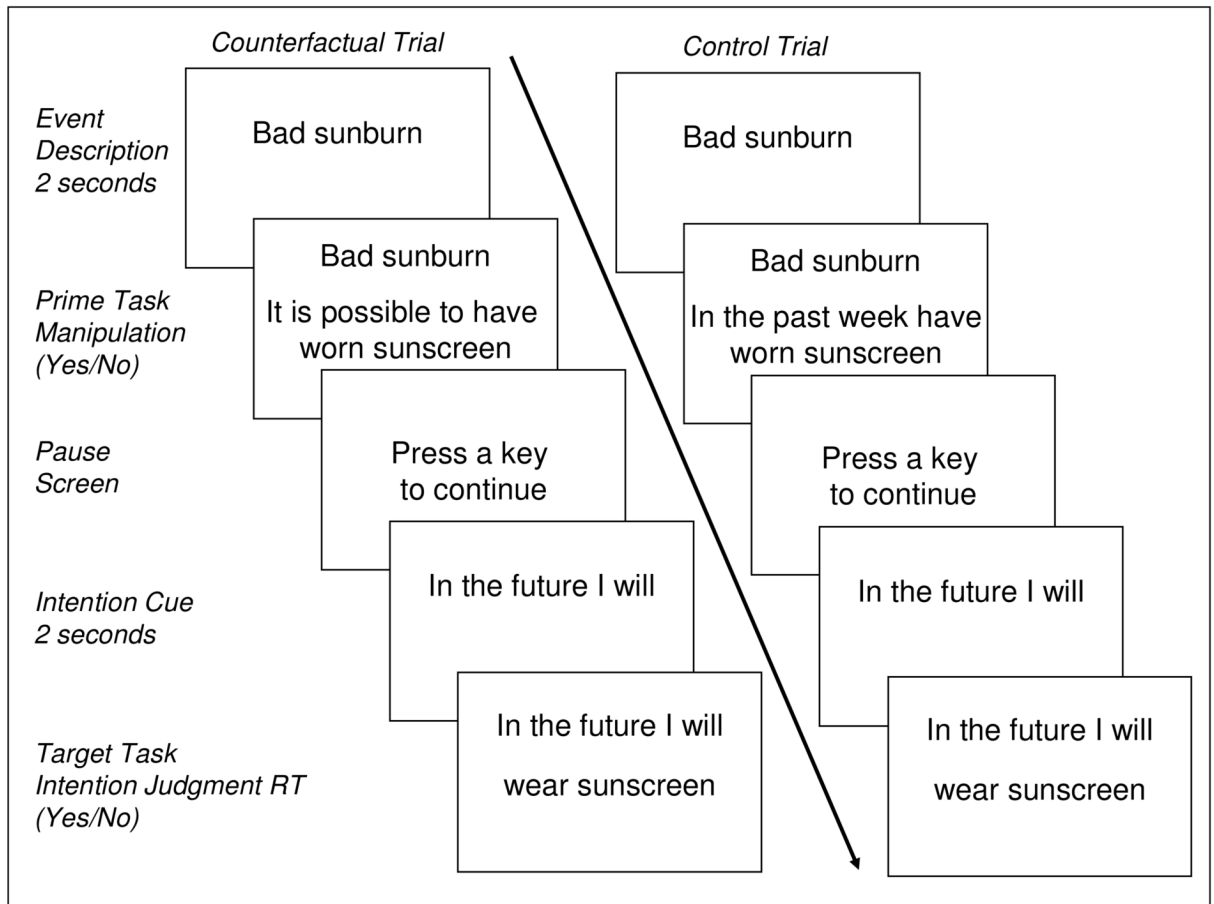 Counterfactual Trial
Control Trial
Event
Description
2 seconds
Bad sunburn
Bad sunburn
Prime Task
Manipulation
(Yes/No)
Bad sunburn
It is possible to have
worn sunscreen
Bad sunburn
In the past week have
worn sunscreen
Pause
Screen
Press a key
to continue
Press a key
to continue
Intention Cue
2 seconds
In the future I will
In the future I will
Target Task
Intention Judgment RT
(Yes/No)
In the future I will
wear sunscreen
In the future I will
wear sunscreen